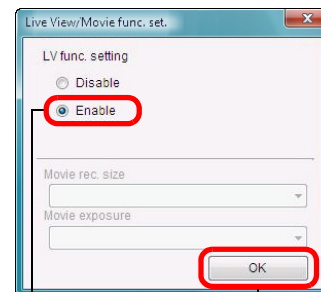 Live View/Movie func. set.
LV func. setting
Disable
Enable
Movie rec. size
Movie exposure
OK